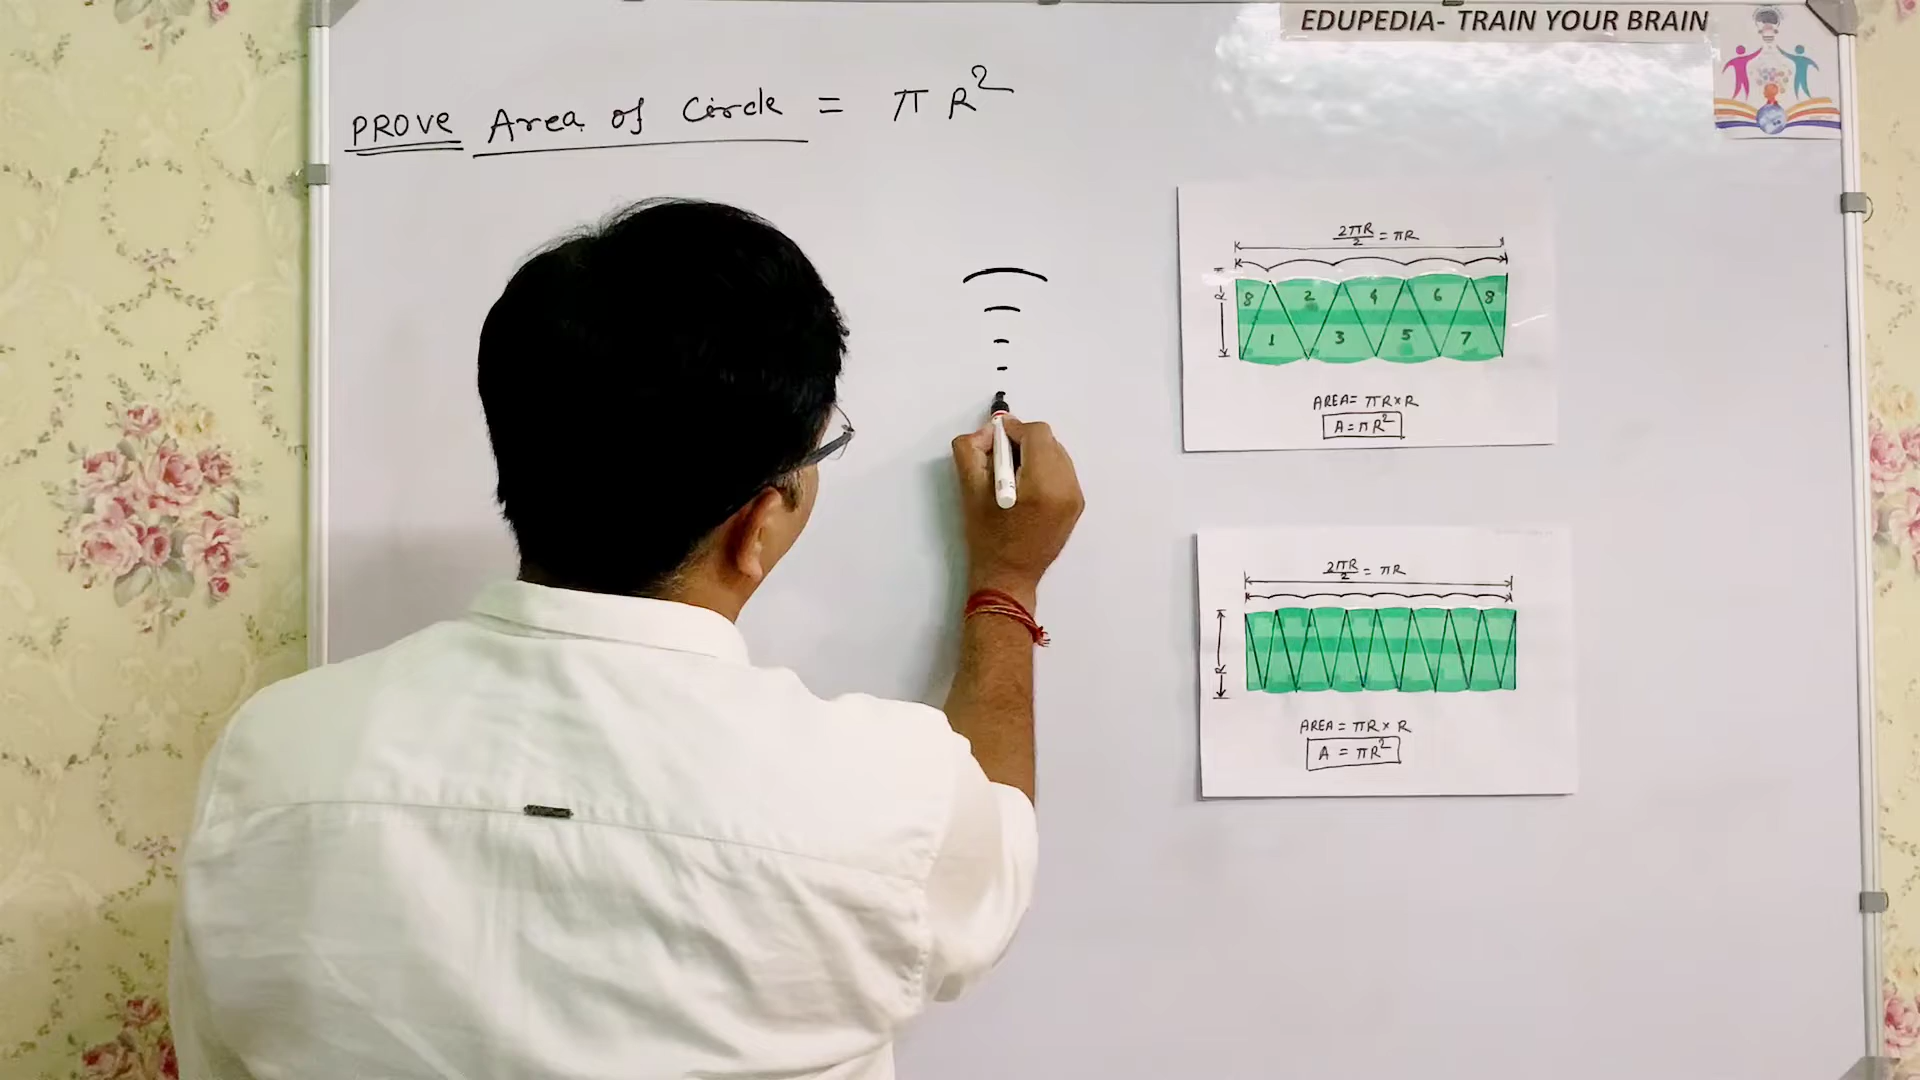 EDUPEDIA- TRAIN YOUR BRAIN
PROVE Area of Circle = π R²
2πR/2 = πR
R
8 2 4 6 8
1 3 5 7
AREA= πR×R
A=πR²
2πR/2 = πR
R
AREA = πR× R
A = πR²